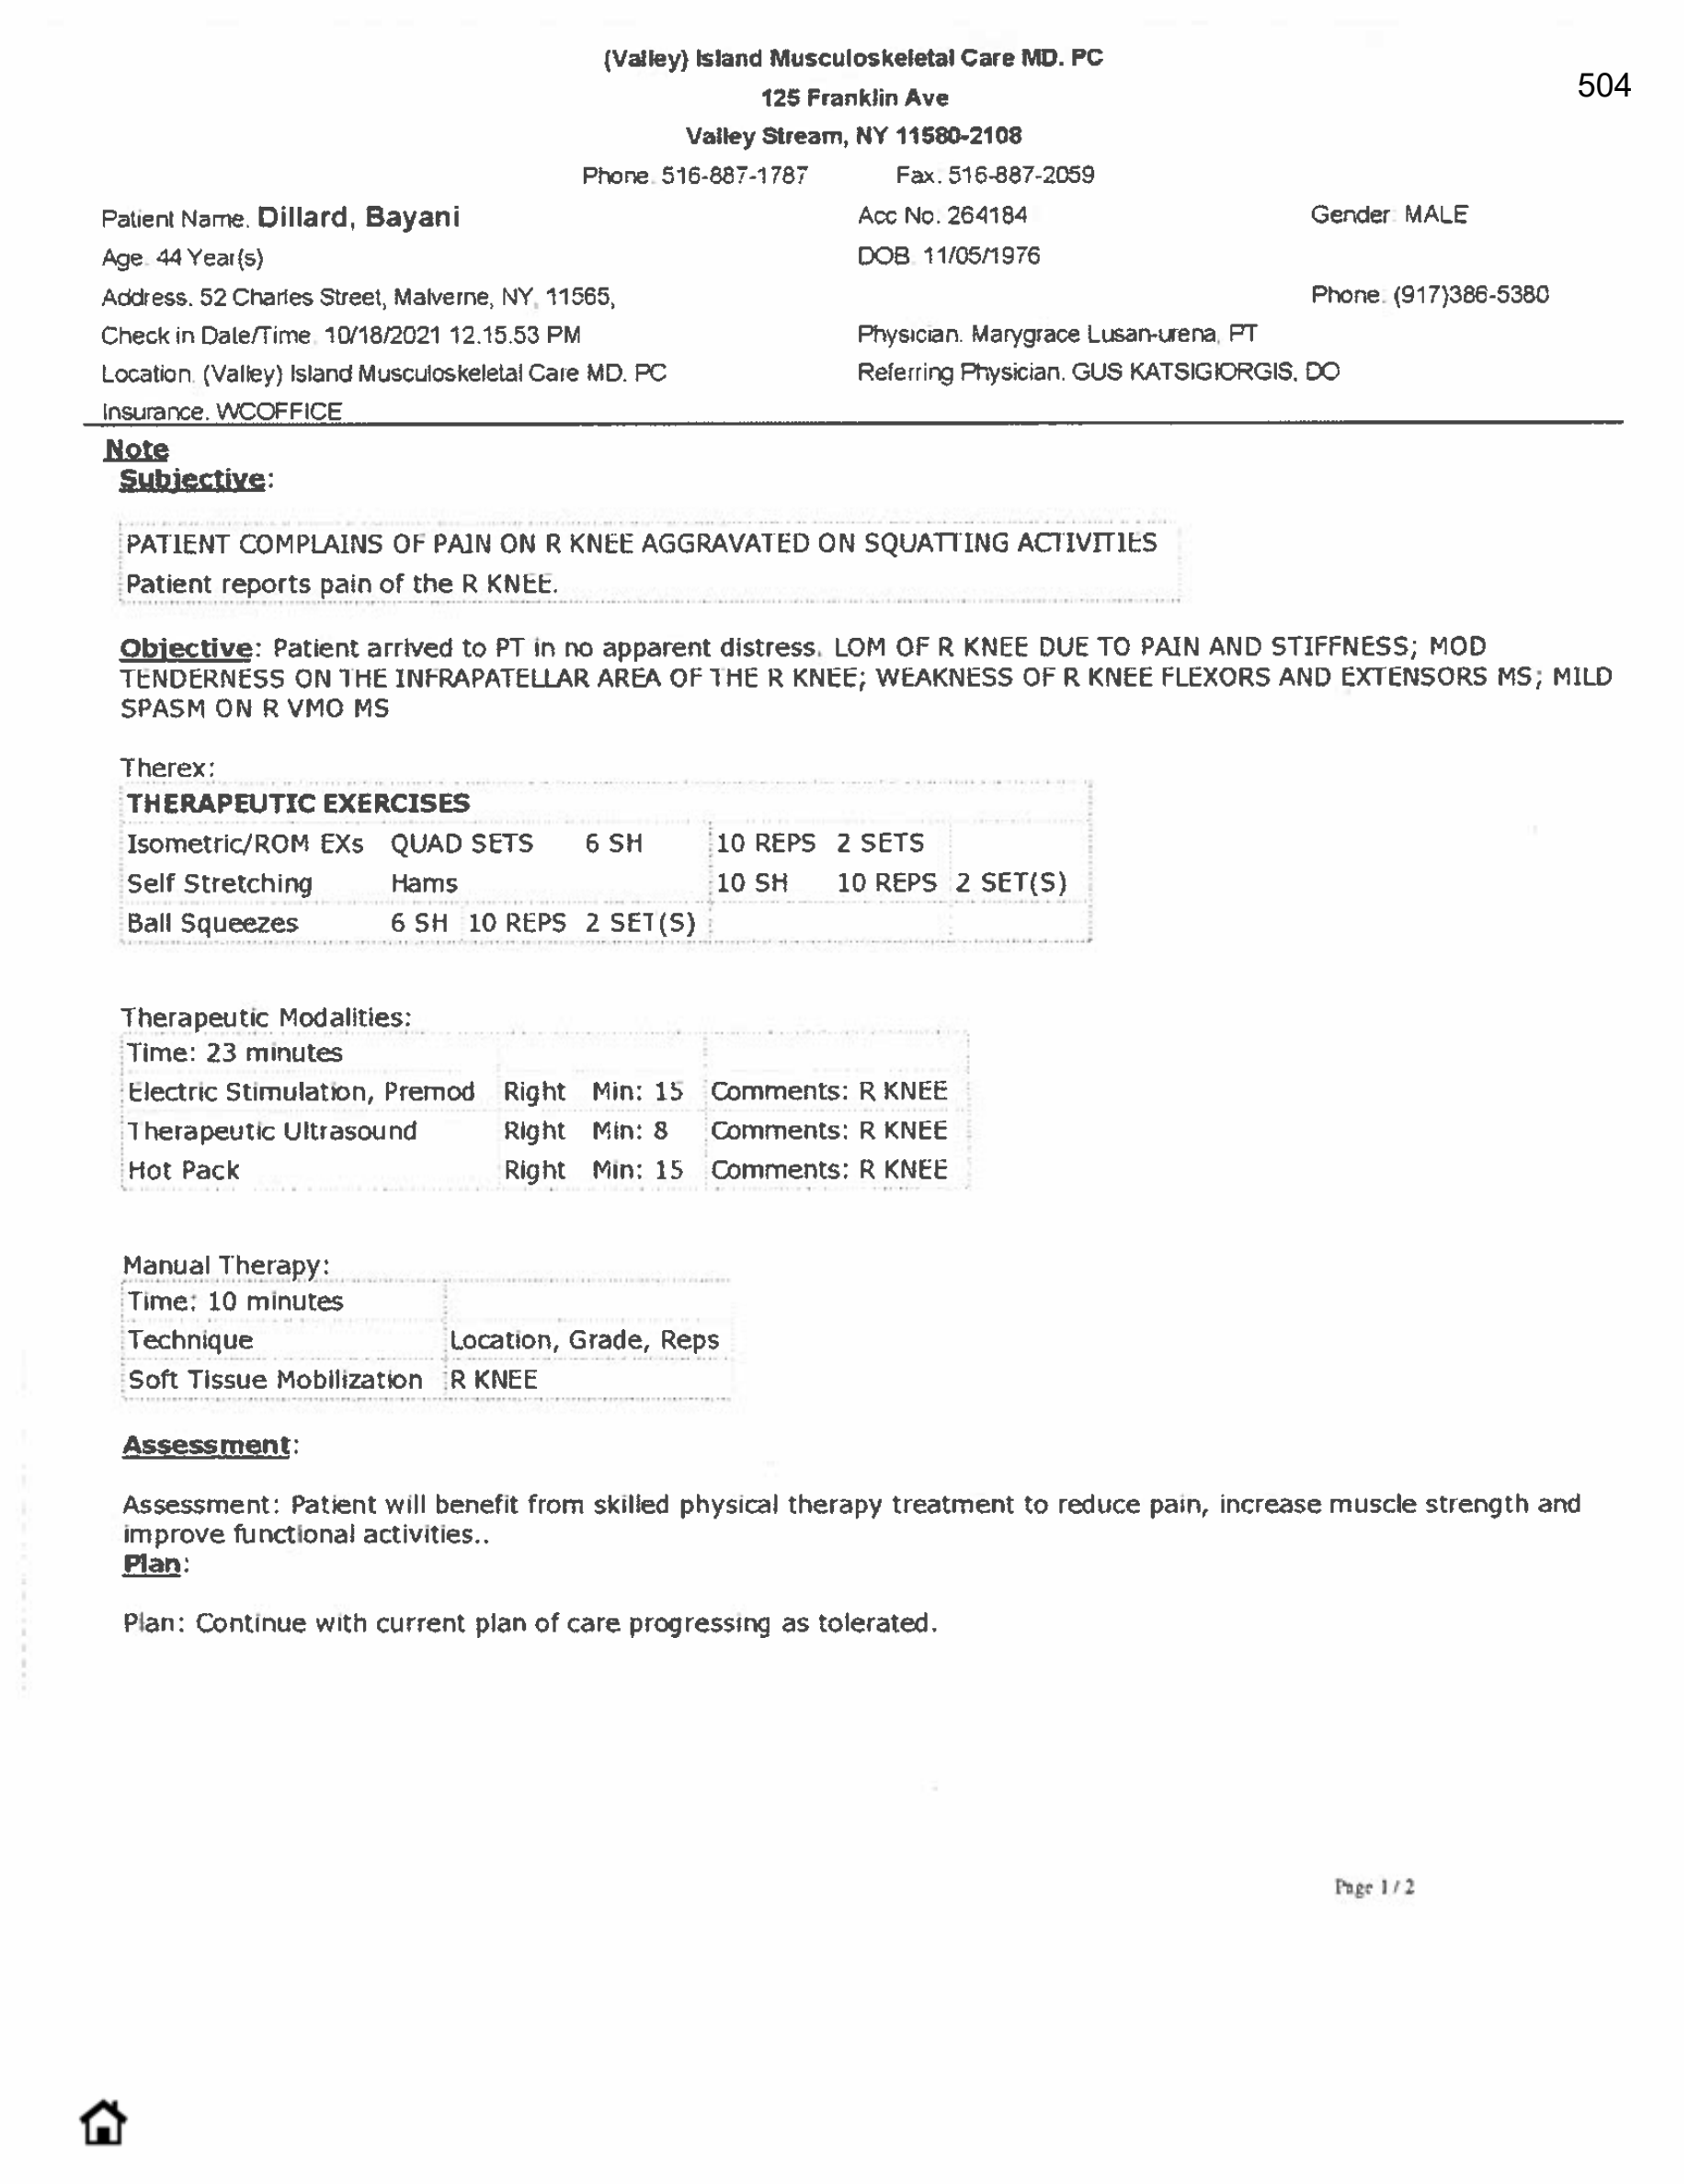 (Valley) Island Musculoskeletal Care MD. PC
504
125 Franklin Ave
Valley Stream, NY 11580-2108
Phone. 516-887-1787 Fax. 516-887-2059
Patient Name. Dillard, Bayani Acc No. 264184 Gender: MALE
Age. 44 Year(s) DOB. 11/05/1976
Address. 52 Charles Street, Malverne, NY, 11565, Phone. (917)386-5380
Check in Date/Time. 10/18/2021 12.15.53 PM Physician. Marygrace Lusan-urena, PT
Location. (Valley) Island Musculoskeletal Care MD. PC Referring Physician. GUS KATSIGIORGIS, DO
Insurance. WCOFFICE
Note
Subjective:
PATIENT COMPLAINS OF PAIN ON R KNEE AGGRAVATED ON SQUATTING ACTIVITIES
Patient reports pain of the R KNEE.
Objective: Patient arrived to PT in no apparent distress. LOM OF R KNEE DUE TO PAIN AND STIFFNESS; MOD
TENDERNESS ON THE INFRAPATELLAR AREA OF THE R KNEE; WEAKNESS OF R KNEE FLEXORS AND EXTENSORS MS; MILD
SPASM ON R VMO MS
Therex:
THERAPEUTIC EXERCISES
Isometric/ROM EXs QUAD SETS 6 SH 10 REPS 2 SETS
Self Stretching Hams 10 SH 10 REPS 2 SET(S)
Ball Squeezes 6 SH 10 REPS 2 SET(S)
Therapeutic Modalities:
Time: 23 minutes
Electric Stimulation, Premod Right Min: 15 Comments: R KNEE
Therapeutic Ultrasound Right Min: 8 Comments: R KNEE
Hot Pack Right Min: 15 Comments: R KNEE
Manual Therapy:
Time: 10 minutes
Technique Location, Grade, Reps
Soft Tissue Mobilization R KNEE
Assessment:
Assessment: Patient will benefit from skilled physical therapy treatment to reduce pain, increase muscle strength and
improve functional activities..
Plan:
Plan: Continue with current plan of care progressing as tolerated.
Page 1 / 2